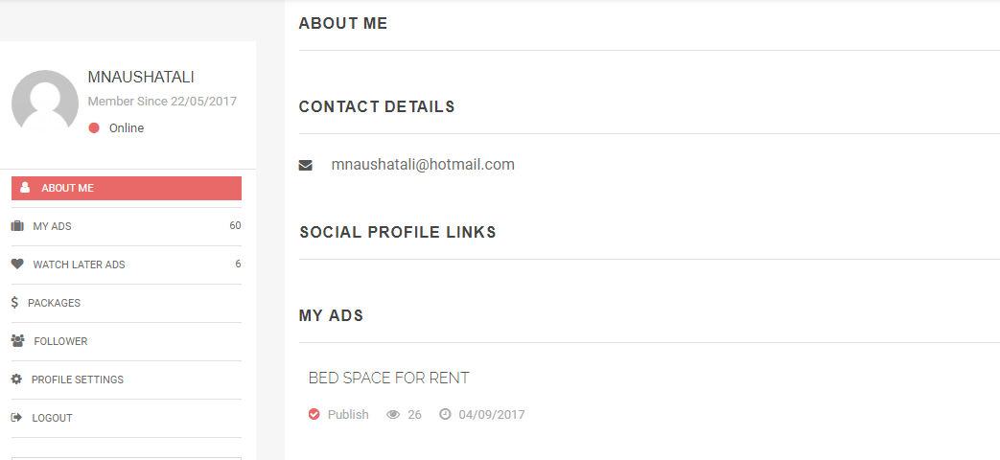 MNAUSHATALI
Member Since 22/05/2017
Online
ABOUT ME
MY ADS 60
WATCH LATER ADS 6
PACKAGES
FOLLOWER
PROFILE SETTINGS
LOGOUT
ABOUT ME
CONTACT DETAILS
mnaushatali@hotmail.com
SOCIAL PROFILE LINKS
MY ADS
BED SPACE FOR RENT
Publish 26 04/09/2017